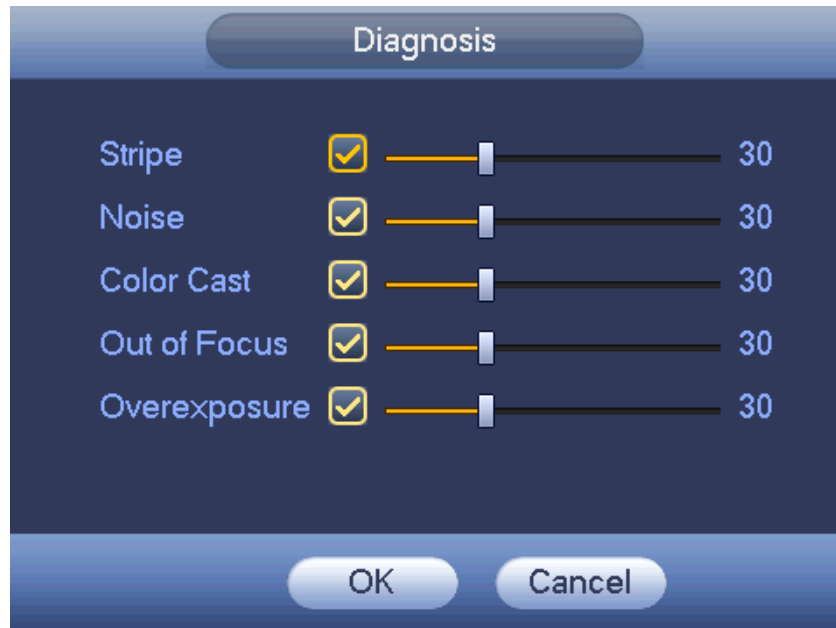 Diagnosis
Stripe 30
Noise 30
Color Cast 30
Out of Focus 30
Overexposure 30
OK Cancel